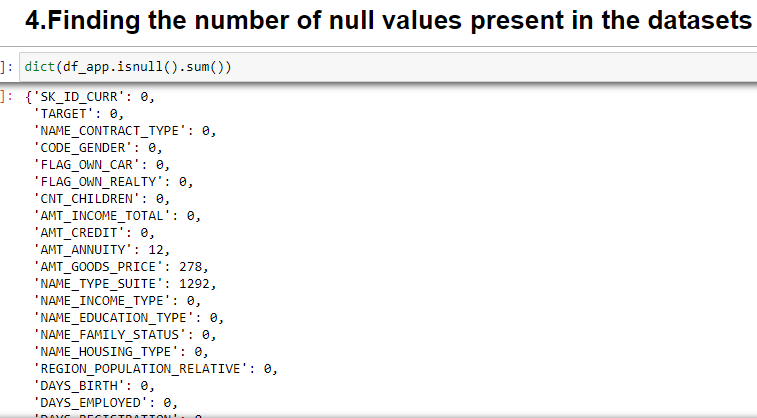 4.Finding the number of null values present in the datasets
]: dict(df_app.isnull().sum())
]: {'SK_ID_CURR': 0,
'TARGET': 0,
'NAME_CONTRACT_TYPE': 0,
'CODE_GENDER': 0,
'FLAG_OWN_CAR': 0,
'FLAG_OWN_REALTY': 0,
'CNT_CHILDREN': 0,
'AMT_INCOME_TOTAL': 0,
'AMT_CREDIT': 0,
'AMT_ANNUITY': 12,
'AMT_GOODS_PRICE': 278,
'NAME_TYPE_SUITE': 1292,
'NAME_INCOME_TYPE': 0,
'NAME_EDUCATION_TYPE': 0,
'NAME_FAMILY_STATUS': 0,
'NAME_HOUSING_TYPE': 0,
'REGION_POPULATION_RELATIVE': 0,
'DAYS_BIRTH': 0,
'DAYS_EMPLOYED': 0,
'DAYS_REGISTRATION': 0